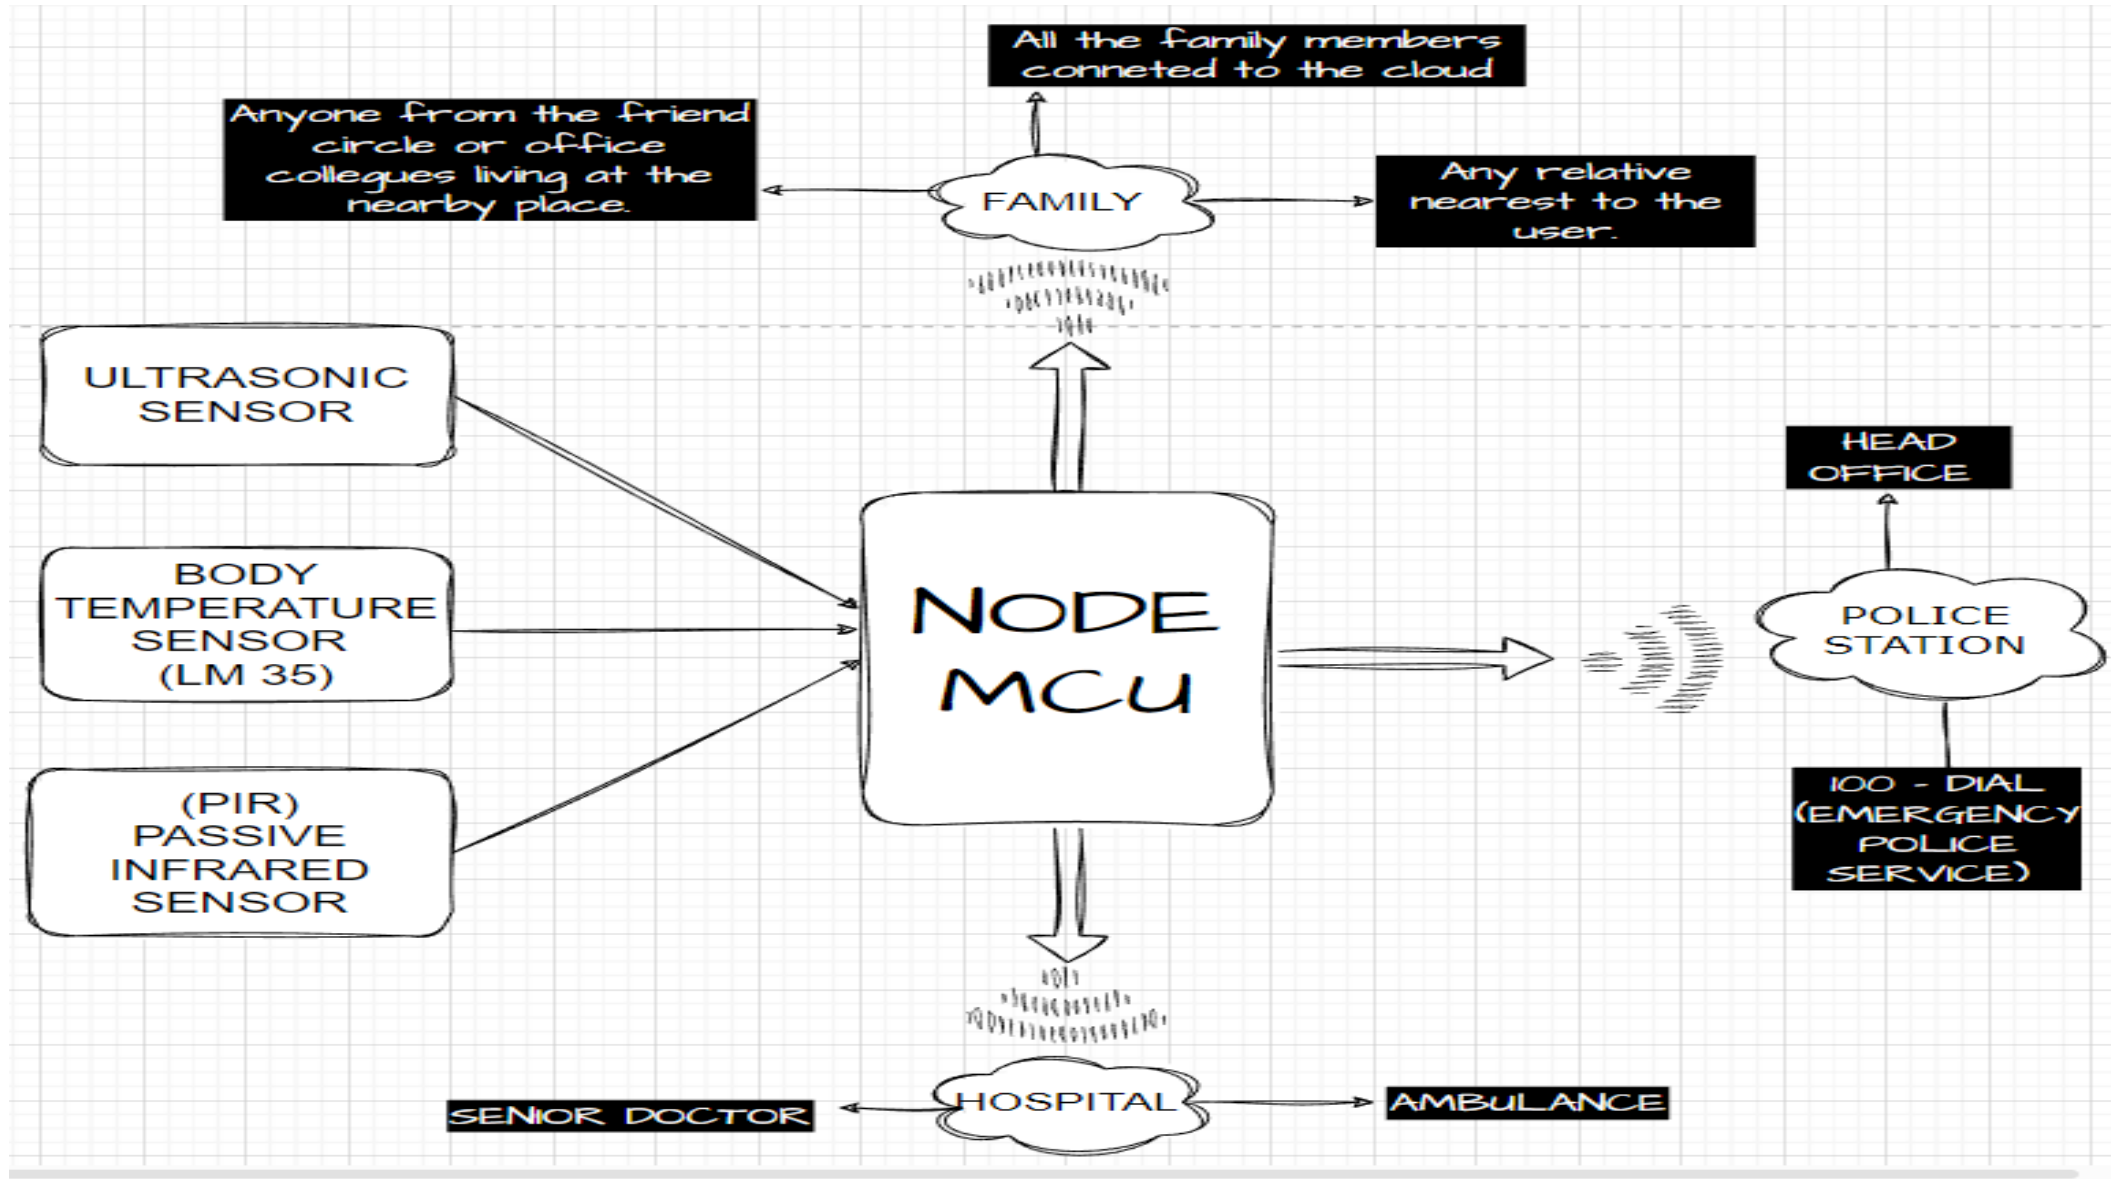 All the family members
conneted to the cloud
Anyone from the friend
circle or office
collegues living at the
nearby place.
FAMILY
Any relative
nearest to the
user.
ULTRASONIC
SENSOR
BODY
TEMPERATURE
SENSOR
(LM 35)
(PIR)
PASSIVE
INFRARED
SENSOR
NODE
MCU
HEAD
OFFICE
POLICE
STATION
100 - DIAL
(EMERGENCY
POLICE
SERVICE)
SENIOR DOCTOR
HOSPITAL
AMBULANCE